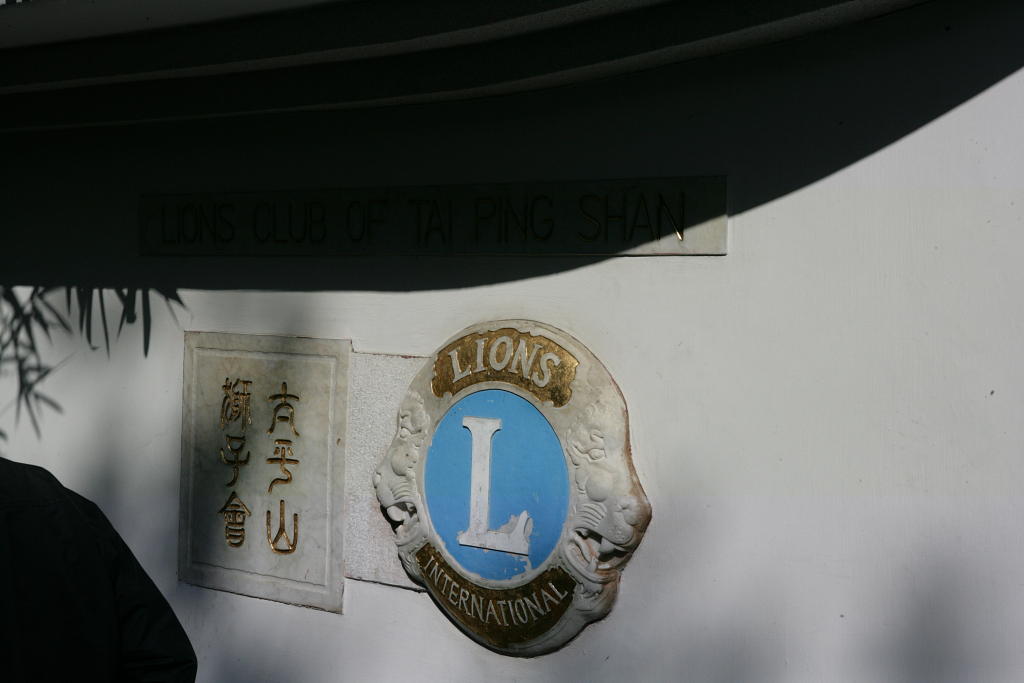 LIONS CLUB OF TAI PING SHAN
太平山
獅子會
LIONS
L
INTERNATIONAL